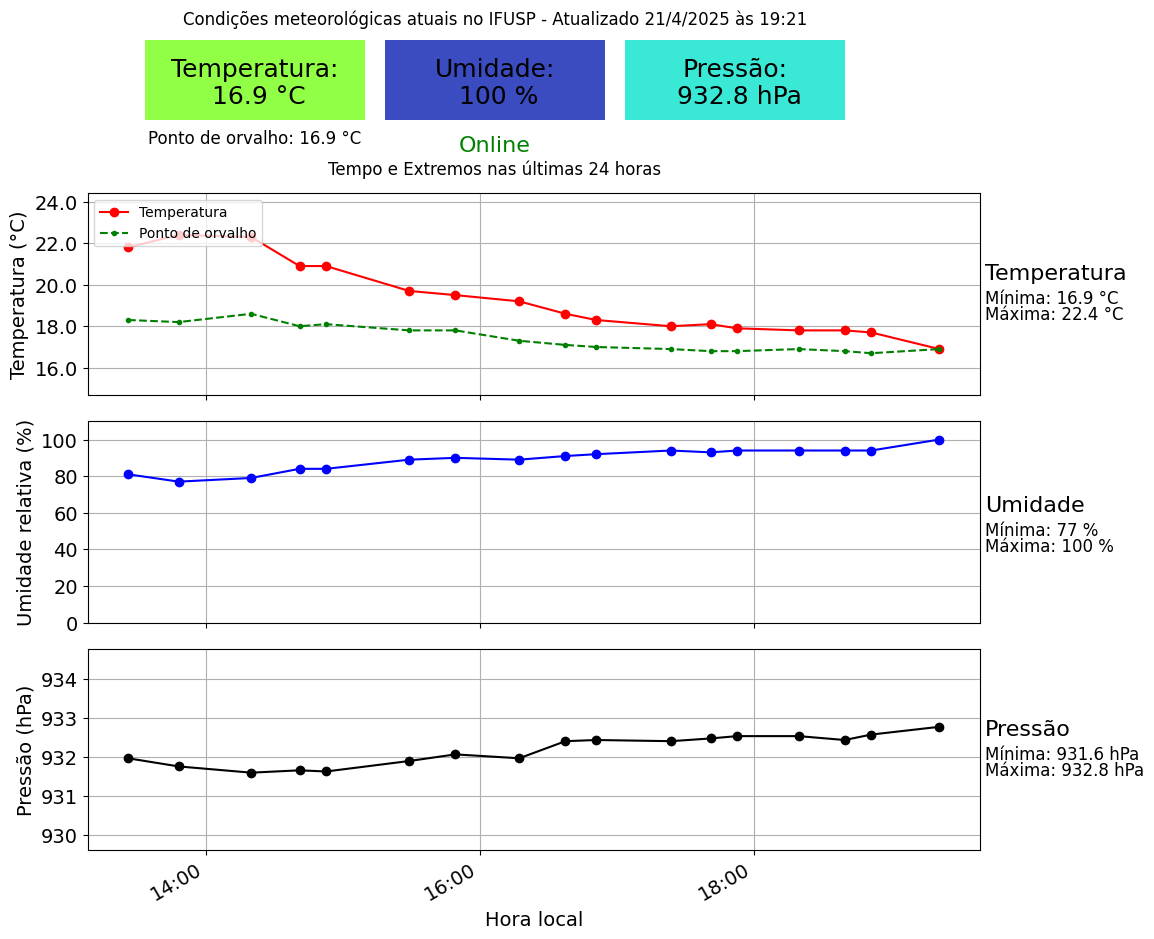 Condições meteorológicas atuais no IFUSP - Atualizado 21/4/2025 às 19:21
Temperatura:
16.9 °C
Umidade:
100 %
Pressão:
932.8 hPa
Ponto de orvalho: 16.9 °C
Online
Tempo e Extremos nas últimas 24 horas
Temperatura (°C)
24.0
22.0
20.0
18.0
16.0
Temperatura
Ponto de orvalho
Temperatura
Mínima: 16.9 °C
Máxima: 22.4 °C
Umidade relativa (%)
100
80
60
40
20
0
Umidade
Mínima: 77 %
Máxima: 100 %
Pressão (hPa)
934
933
932
931
930
Pressão
Mínima: 931.6 hPa
Máxima: 932.8 hPa
14:00
16:00
18:00
Hora local